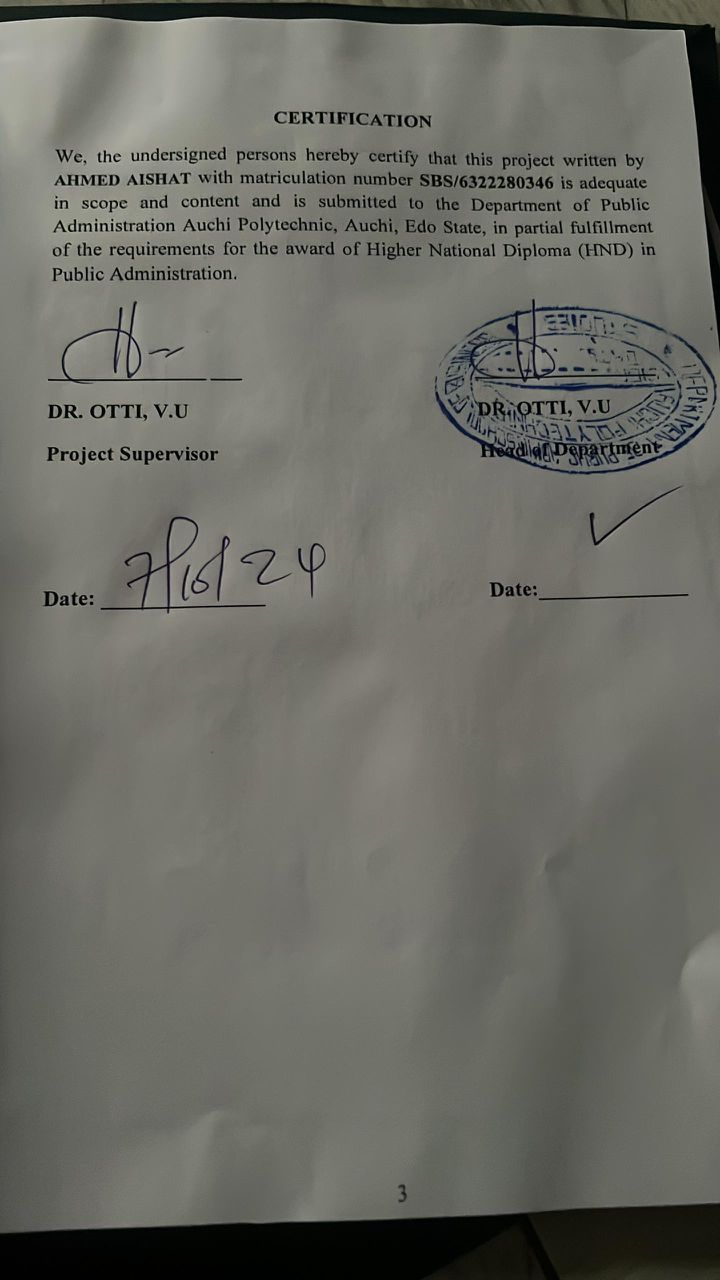 CERTIFICATION
We, the undersigned persons hereby certify that this project written by
AHMED AISHAT with matriculation number SBS/6322280346 is adequate
in scope and content and is submitted to the Department of Public
Administration Auchi Polytechnic, Auchi, Edo State, in partial fulfillment
of the requirements for the award of Higher National Diploma (HND) in
Public Administration.
DR. OTTI, V.U
DR. OTTI, V.U
Project Supervisor
Head of Department
Date: 7/10/24
Date:
3